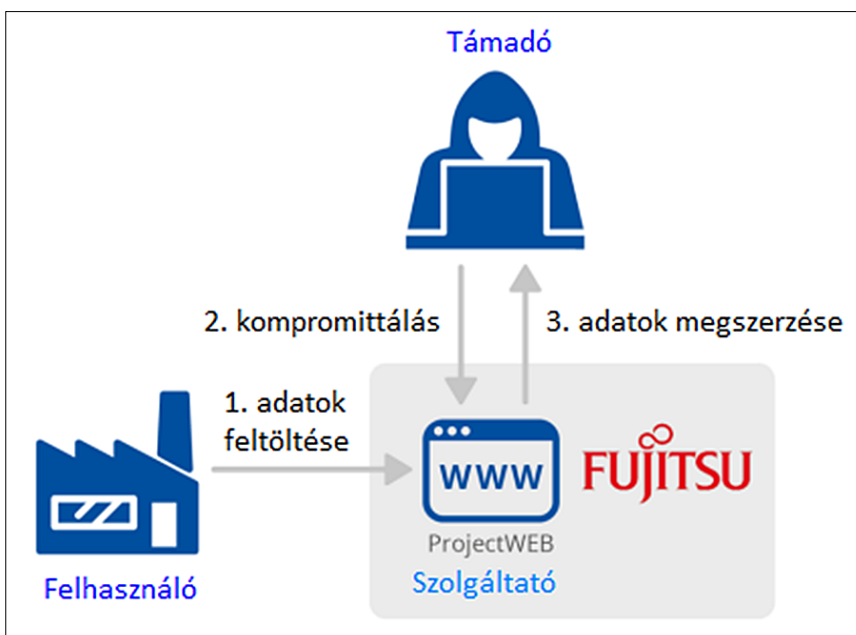 Támadó
2. kompromittálás
3. adatok megszerzése
1. adatok
feltöltése
www
FUJITSU
ProjectWEB
Szolgáltató
Felhasználó